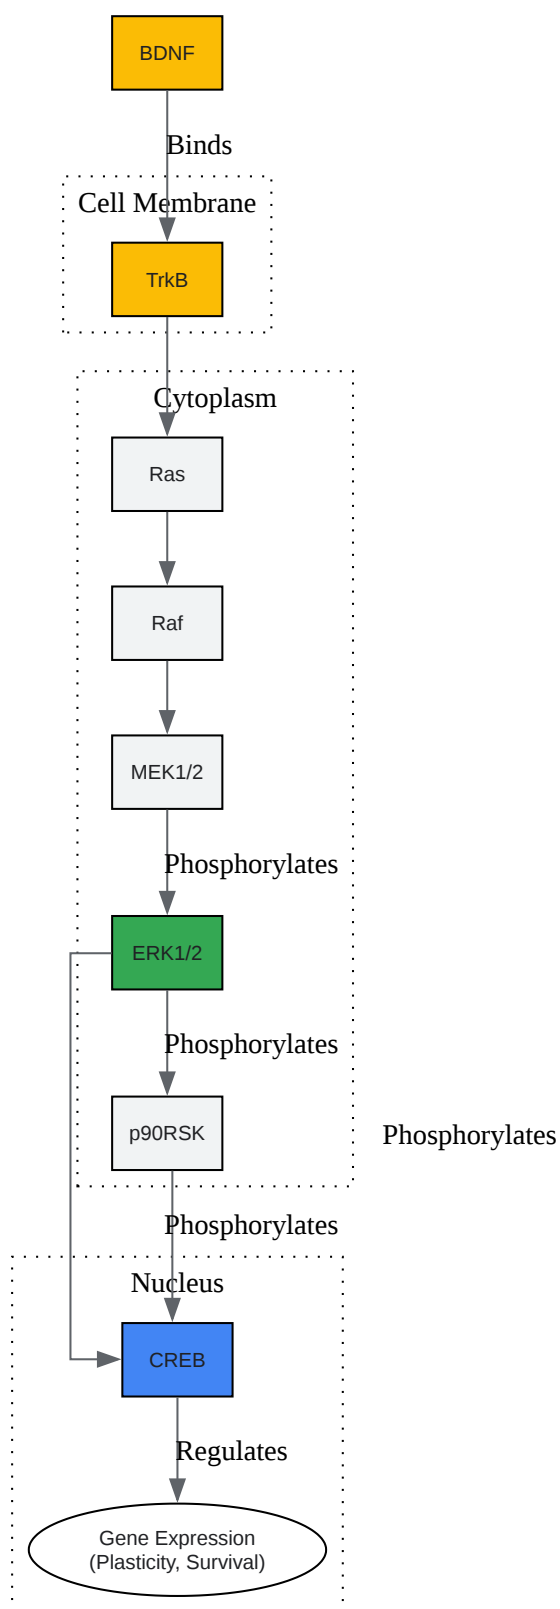 BDNF
Binds
Cell Membrane
TrkB
Cytoplasm
Ras
Raf
MEK1/2
Phosphorylates
ERK1/2
Phosphorylates
p90RSK
Phosphorylates
Phosphorylates
Nucleus
CREB
Regulates
Gene Expression
(Plasticity, Survival)